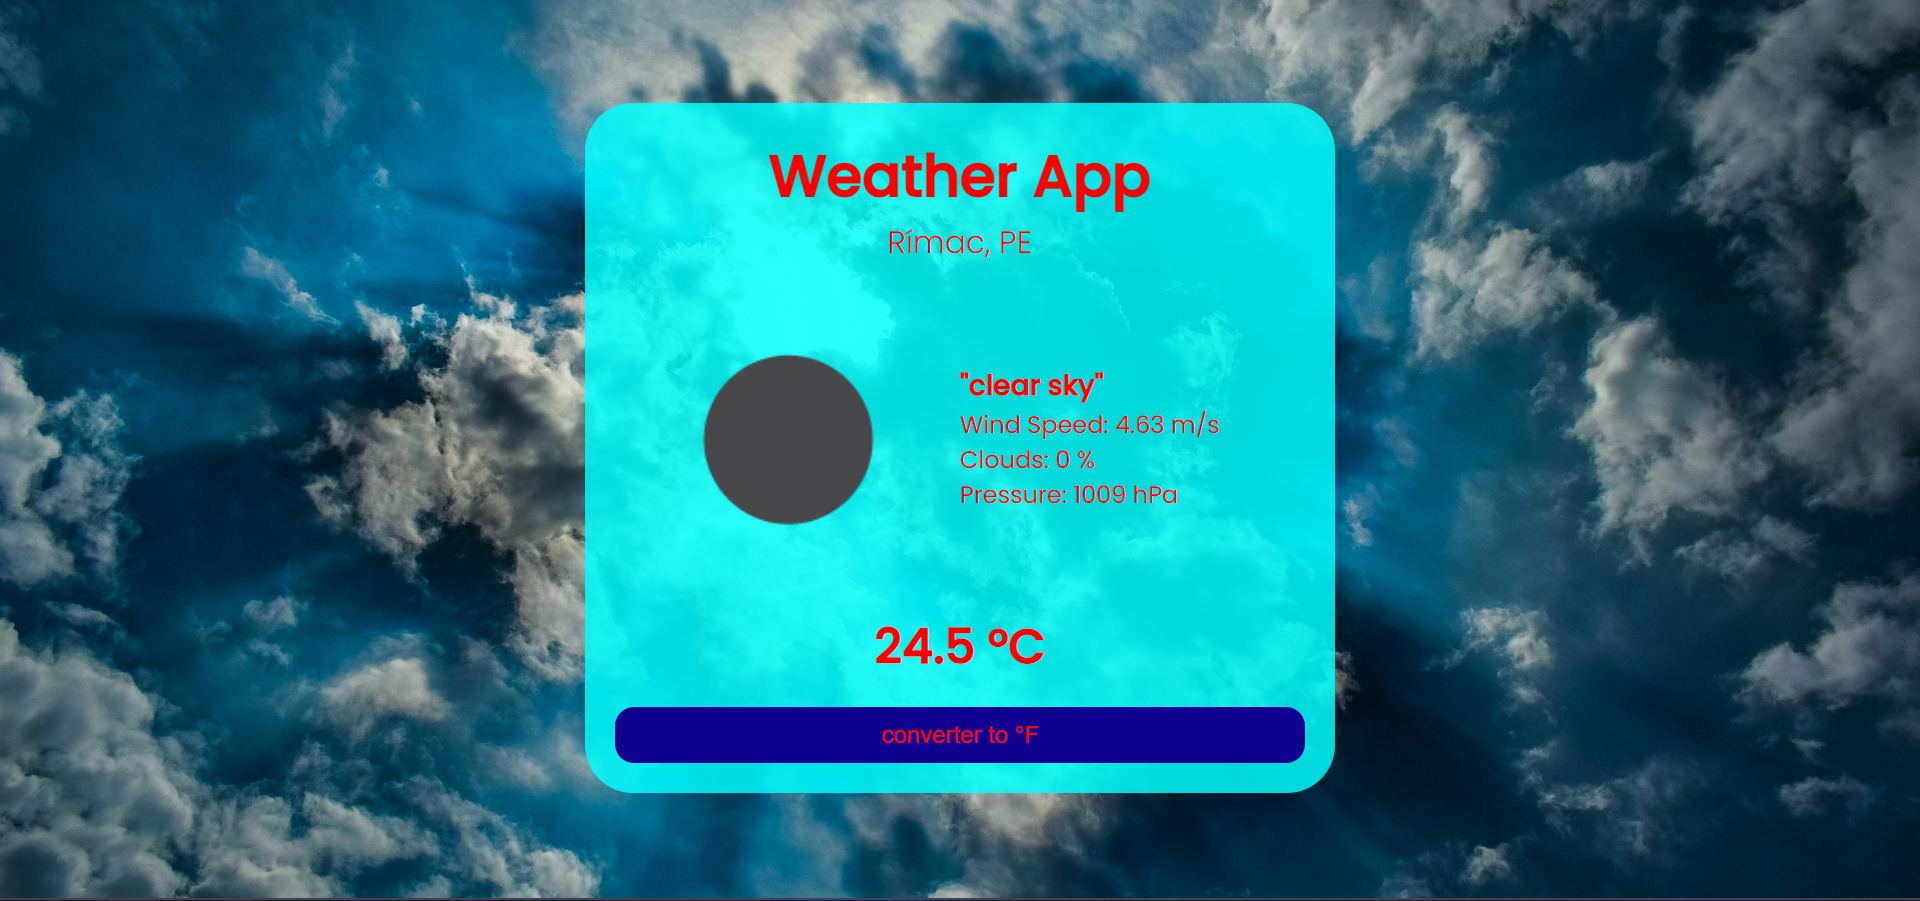 Weather App
Rímac, PE
"clear sky"
Wind Speed: 4.63 m/s
Clouds: 0 %
Pressure: 1009 hPa
24.5 °C
converter to °F